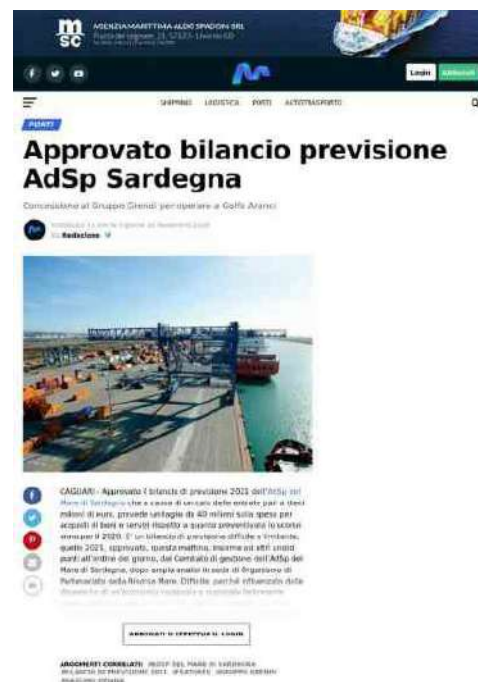 msc
AGENZIA MARITTIMA ALDO SPADONI SRL
Login
SHIPPING LOGISTICA PORTI AUTOTRASPORTO
PORTI
Approvato bilancio previsione
AdSp Sardegna
Concessione al Gruppo Grendi per operare a Golfo Aranci
Redazione
CAGLIARI - Approvato il bilancio di previsione 2021 dell'AdSp del
Mare di Sardegna che a causa di un calo delle entrate pari a dieci
milioni di euro, prevede un taglio da 40 milioni sulla spesa per
acquisti di beni e servizi rispetto a quanto preventivato lo scorso
anno per il 2020. E' un bilancio di previsione difficile e limitante,
quello 2021, approvato, questa mattina, insieme ad altri undici
punti all'ordine del giorno, dal Comitato di gestione dell'AdSp del
Mare di Sardegna, dopo ampia analisi in sede di Organismo di
Partenariato della Risorsa Mare. Difficile, perché influenzato dalle
ABBONATI O EFFETTUA IL LOGIN
ARGOMENTI CORRELATI: #ADSP DEL MARE DI SARDEGNA